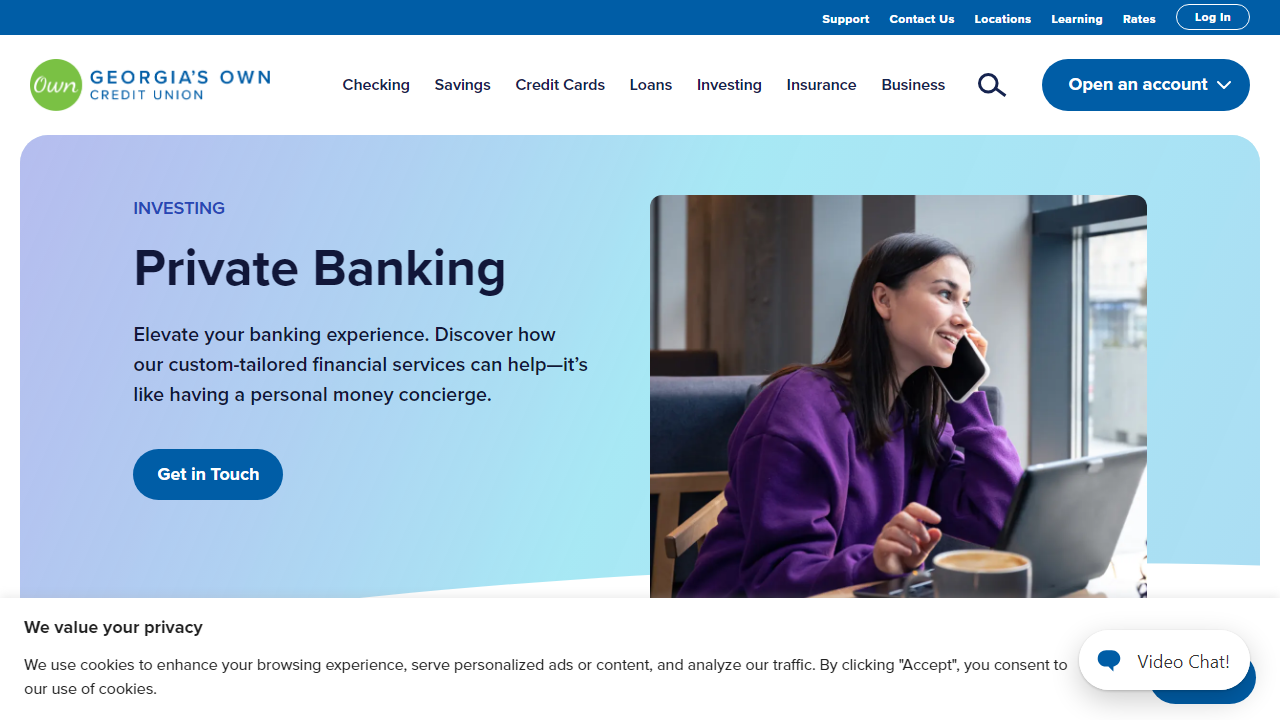 Support Contact Us Locations Learning Rates Log In
Own GEORGIA'S OWN
CREDIT UNION
Checking Savings Credit Cards Loans Investing Insurance Business
Open an account
INVESTING
Private Banking
Elevate your banking experience. Discover how
our custom-tailored financial services can help—it's
like having a personal money concierge.
Get in Touch
We value your privacy
We use cookies to enhance your browsing experience, serve personalized ads or content, and analyze our traffic. By clicking "Accept", you consent to
our use of cookies.
Video Chat!